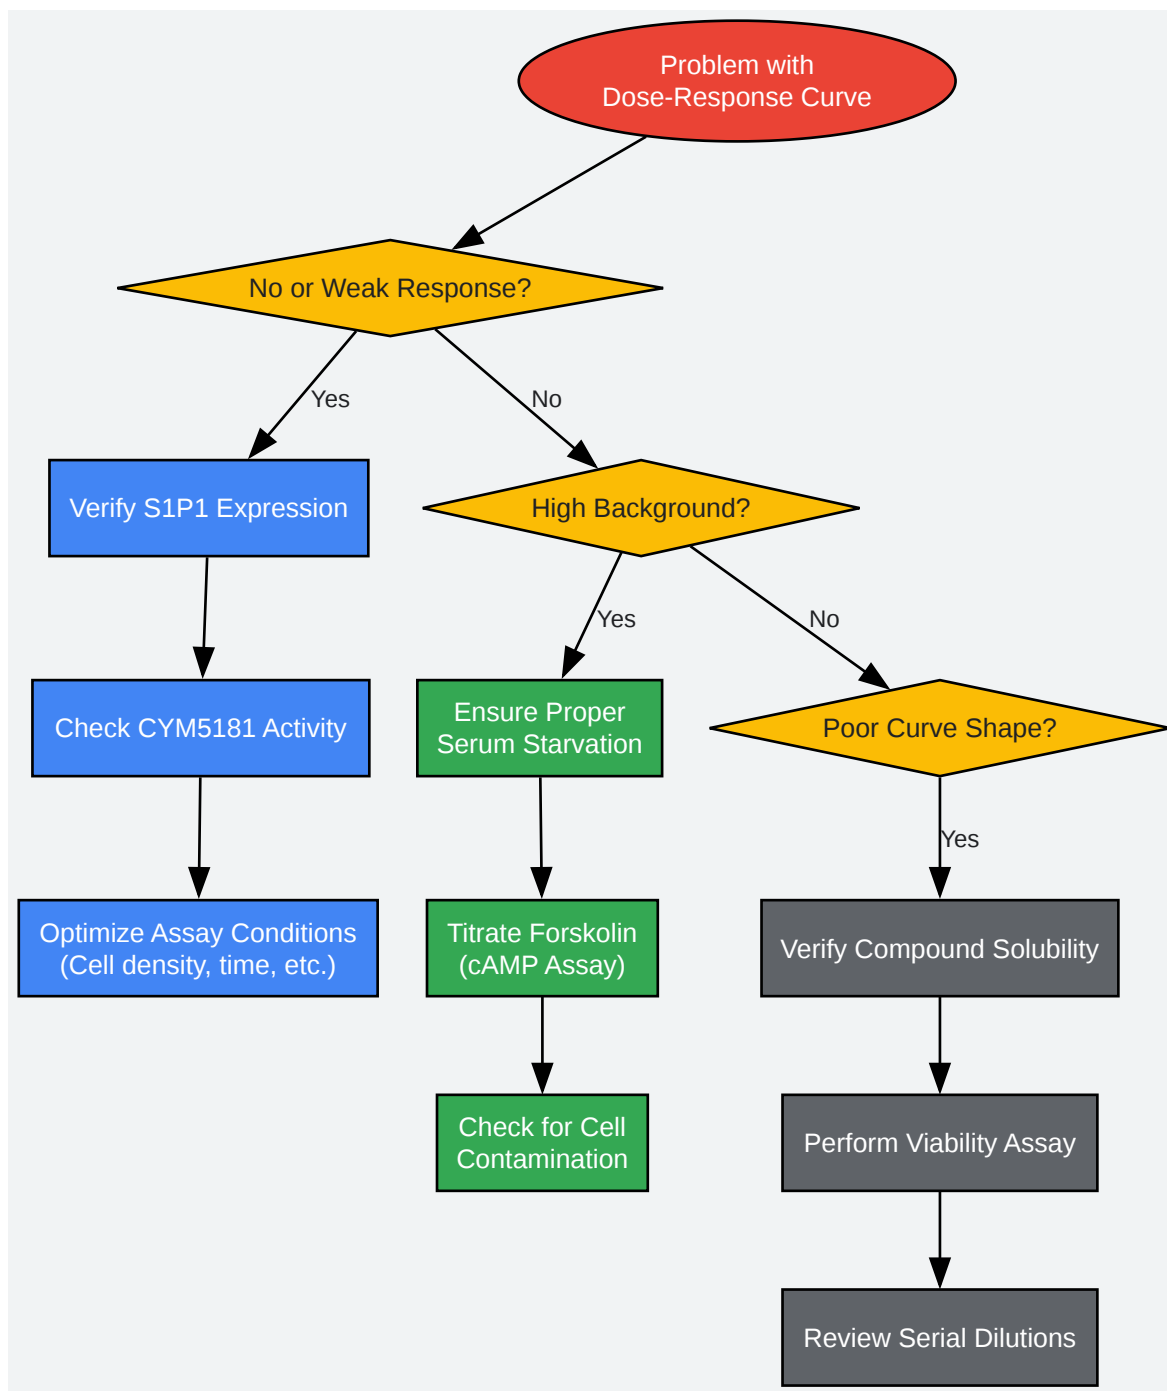 Problem with
Dose-Response Curve
No or Weak Response?
Yes
No
Verify S1P1 Expression
High Background?
Yes
No
Check CYM5181 Activity
Ensure Proper
Serum Starvation
Poor Curve Shape?
Yes
Optimize Assay Conditions
(Cell density, time, etc.)
Titrate Forskolin
(cAMP Assay)
Verify Compound Solubility
Check for Cell
Contamination
Perform Viability Assay
Review Serial Dilutions